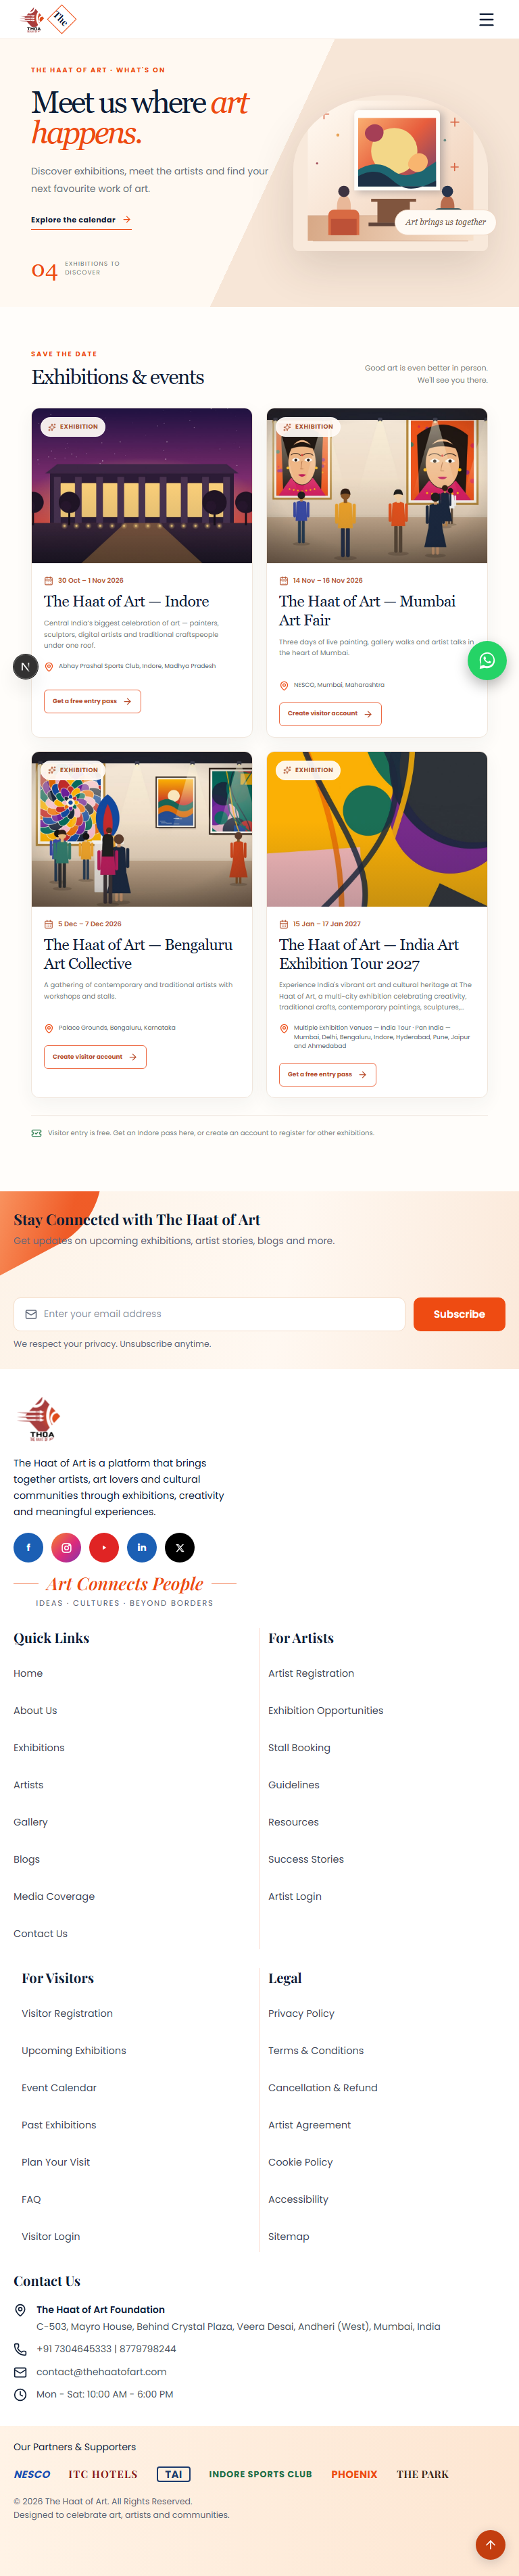 THOA
The
THE HAAT OF ART · WHAT'S ON
Meet us where art
happens.
Discover exhibitions, meet the artists and find your
next favourite work of art.
Explore the calendar →
Art brings us together
04 EXHIBITIONS TO
DISCOVER
SAVE THE DATE
Exhibitions & events
Good art is even better in person.
We'll see you there.
EXHIBITION
30 Oct – 1 Nov 2026
The Haat of Art — Indore
Central India's biggest celebration of art — painters,
sculptors, digital artists and traditional craftspeople
under one roof.
Abhay Prashal Sports Club, Indore, Madhya Pradesh
Get a free entry pass →
EXHIBITION
14 Nov – 16 Nov 2026
The Haat of Art — Mumbai
Art Fair
Three days of live painting, gallery walks and artist talks in
the heart of Mumbai.
NESCO, Mumbai, Maharashtra
Create visitor account →
N
EXHIBITION
5 Dec – 7 Dec 2026
The Haat of Art — Bengaluru
Art Collective
A gathering of contemporary and traditional artists with
workshops and stalls.
Palace Grounds, Bengaluru, Karnataka
Create visitor account →
EXHIBITION
15 Jan – 17 Jan 2027
The Haat of Art — India Art
Exhibition Tour 2027
Experience India's vibrant art and cultural heritage at The
Haat of Art, a multi-city exhibition celebrating creativity,
traditional crafts, contemporary paintings, sculptures,…
Multiple Exhibition Venues — India Tour · Pan India —
Mumbai, Delhi, Bengaluru, Indore, Hyderabad, Pune, Jaipur
and Ahmedabad
Get a free entry pass →
Visitor entry is free. Get an Indore pass here, or create an account to register for other exhibitions.
Stay Connected with The Haat of Art
Get updates on upcoming exhibitions, artist stories, blogs and more.
Enter your email address
Subscribe
We respect your privacy. Unsubscribe anytime.
THOA
The Haat of Art is a platform that brings
together artists, art lovers and cultural
communities through exhibitions, creativity
and meaningful experiences.
f in X
Art Connects People
IDEAS · CULTURES · BEYOND BORDERS
Quick Links
Home
About Us
Exhibitions
Artists
Gallery
Blogs
Media Coverage
Contact Us
For Artists
Artist Registration
Exhibition Opportunities
Stall Booking
Guidelines
Resources
Success Stories
Artist Login
For Visitors
Visitor Registration
Upcoming Exhibitions
Event Calendar
Past Exhibitions
Plan Your Visit
FAQ
Visitor Login
Legal
Privacy Policy
Terms & Conditions
Cancellation & Refund
Artist Agreement
Cookie Policy
Accessibility
Sitemap
Contact Us
The Haat of Art Foundation
C-503, Mayro House, Behind Crystal Plaza, Veera Desai, Andheri (West), Mumbai, India
+91 7304645333 | 8779798244
contact@thehaatofart.com
Mon - Sat: 10:00 AM - 6:00 PM
Our Partners & Supporters
NESCO ITC HOTELS TAI INDORE SPORTS CLUB PHOENIX THE PARK
© 2026 The Haat of Art. All Rights Reserved.
Designed to celebrate art, artists and communities.